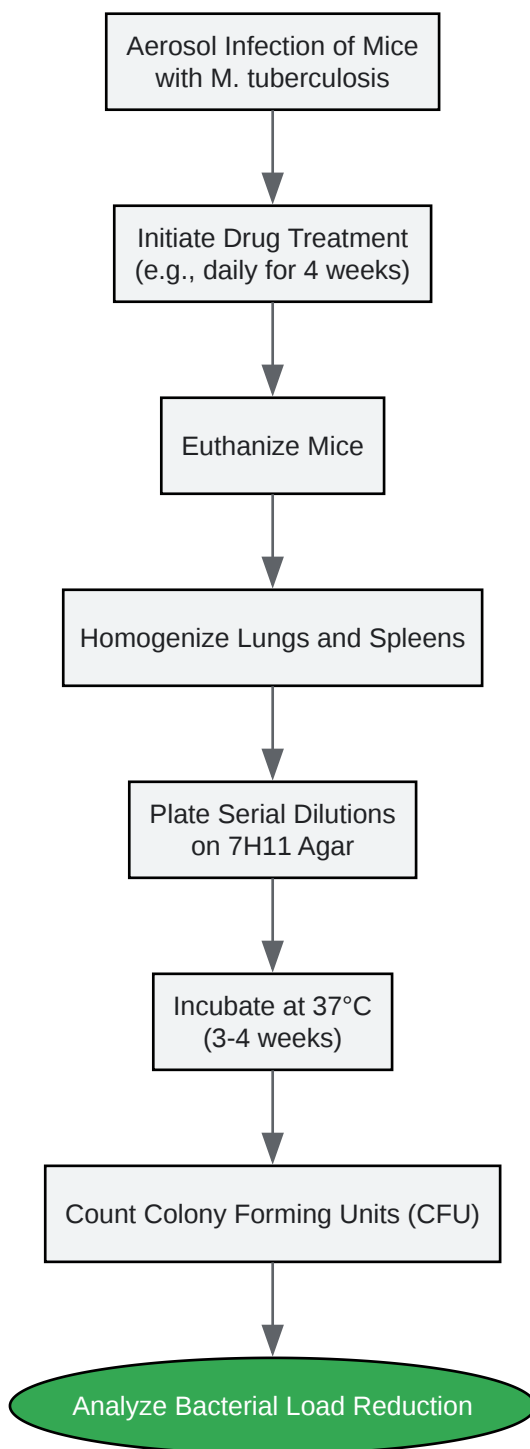 Aerosol Infection of Mice
with M. tuberculosis
Initiate Drug Treatment
(e.g., daily for 4 weeks)
Euthanize Mice
Homogenize Lungs and Spleens
Plate Serial Dilutions
on 7H11 Agar
Incubate at 37°C
(3-4 weeks)
Count Colony Forming Units (CFU)
Analyze Bacterial Load Reduction